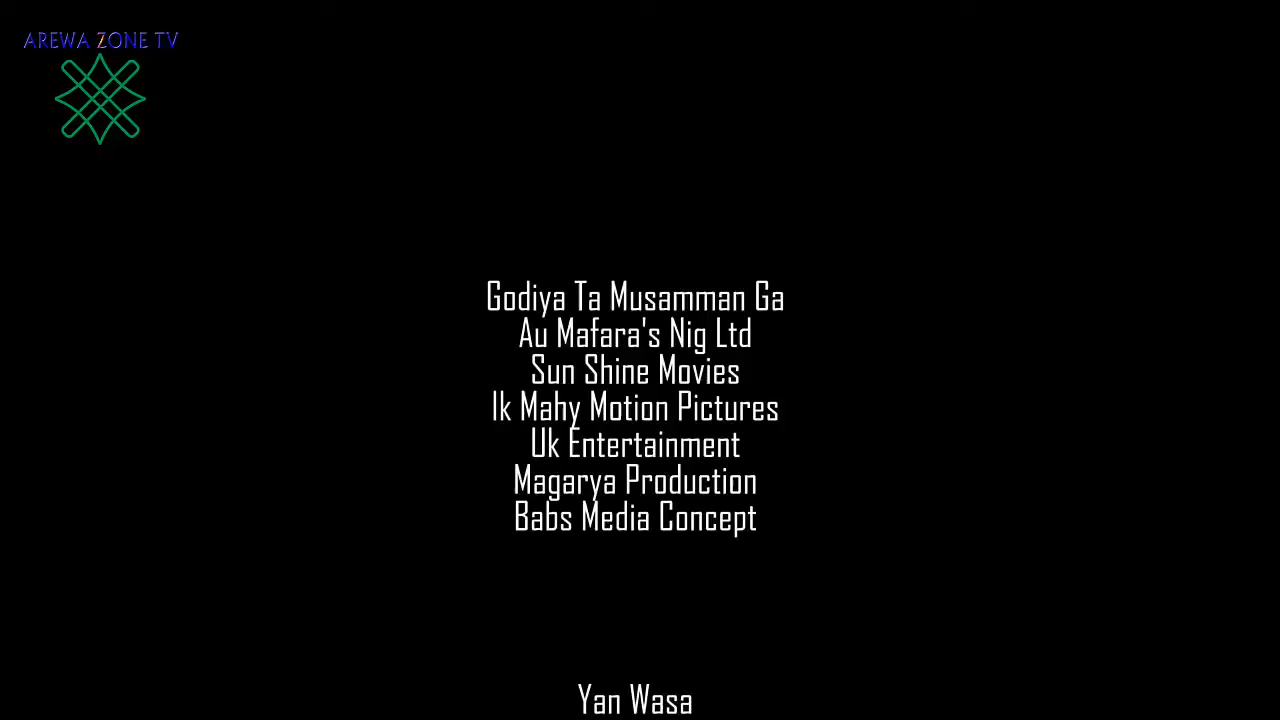 AREWA ZONE TV
Godiya Ta Musamman Ga
Au Mafara's Nig Ltd
Sun Shine Movies
Ik Mahy Motion Pictures
Uk Entertainment
Magarya Production
Babs Media Concept
Yan Wasa